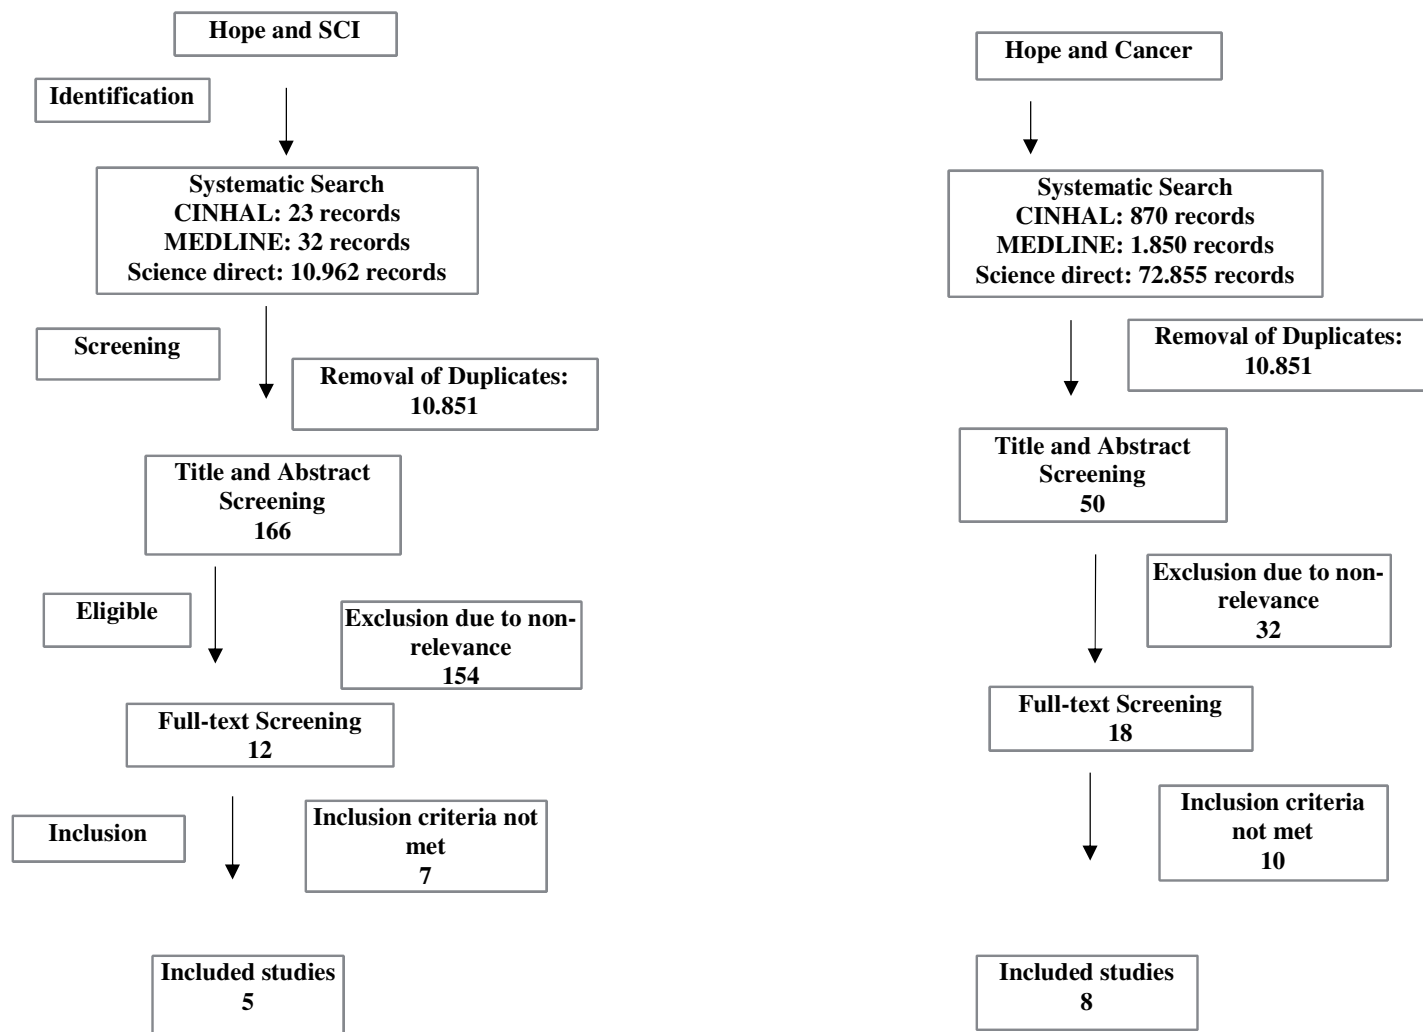 Hope and SCI
Identification
Systematic Search
CINHAL: 23 records
MEDLINE: 32 records
Science direct: 10.962 records
Screening
Removal of Duplicates:
10.851
Title and Abstract
Screening
166
Eligible
Exclusion due to non-
relevance
154
Full-text Screening
12
Inclusion
Inclusion criteria not
met
7
Included studies
5
Hope and Cancer
Systematic Search
CINHAL: 870 records
MEDLINE: 1.850 records
Science direct: 72.855 records
Removal of Duplicates:
10.851
Title and Abstract
Screening
50
Exclusion due to non-
relevance
32
Full-text Screening
18
Inclusion criteria
not met
10
Included studies
8